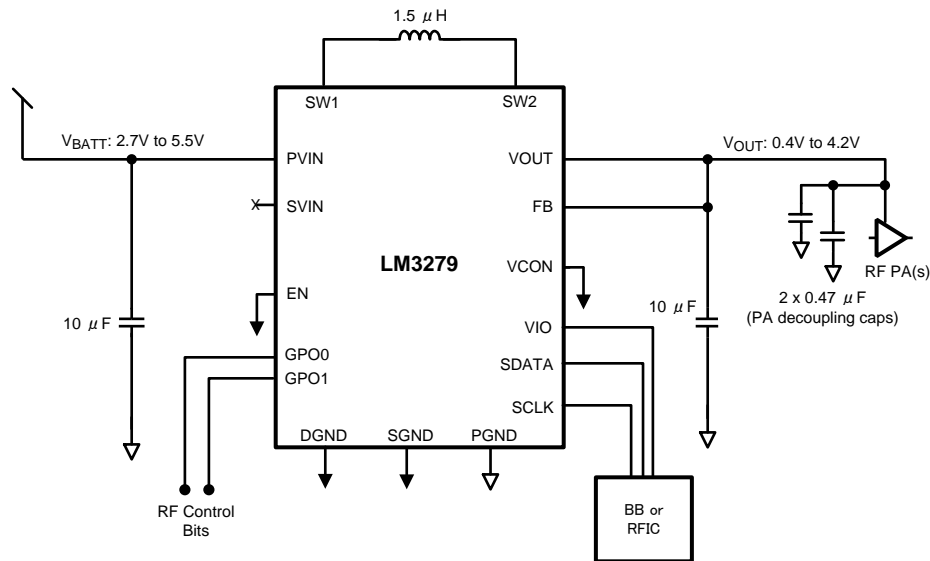 1.5 μH
SW1
SW2
VBATT: 2.7V to 5.5V
VOUT: 0.4V to 4.2V
PVIN
VOUT
X
SVIN
FB
LM3279
VCON
RF PA(s)
EN
10 μF
10 μF
2 x 0.47 μF
(PA decoupling caps)
VIO
GPO0
SDATA
GPO1
SCLK
DGND
SGND
PGND
RF Control
Bits
BB or
RFIC